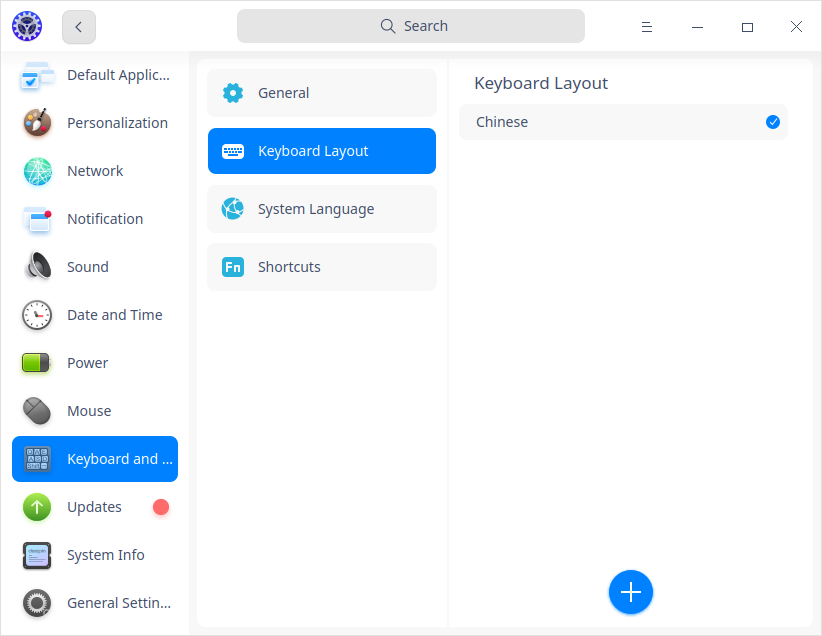 Search
Default Applic...
Personalization
Network
Notification
Sound
Date and Time
Power
Mouse
Keyboard and ...
Updates
System Info
General Settin...
General
Keyboard Layout
System Language
Fn
Shortcuts
Keyboard Layout
Chinese